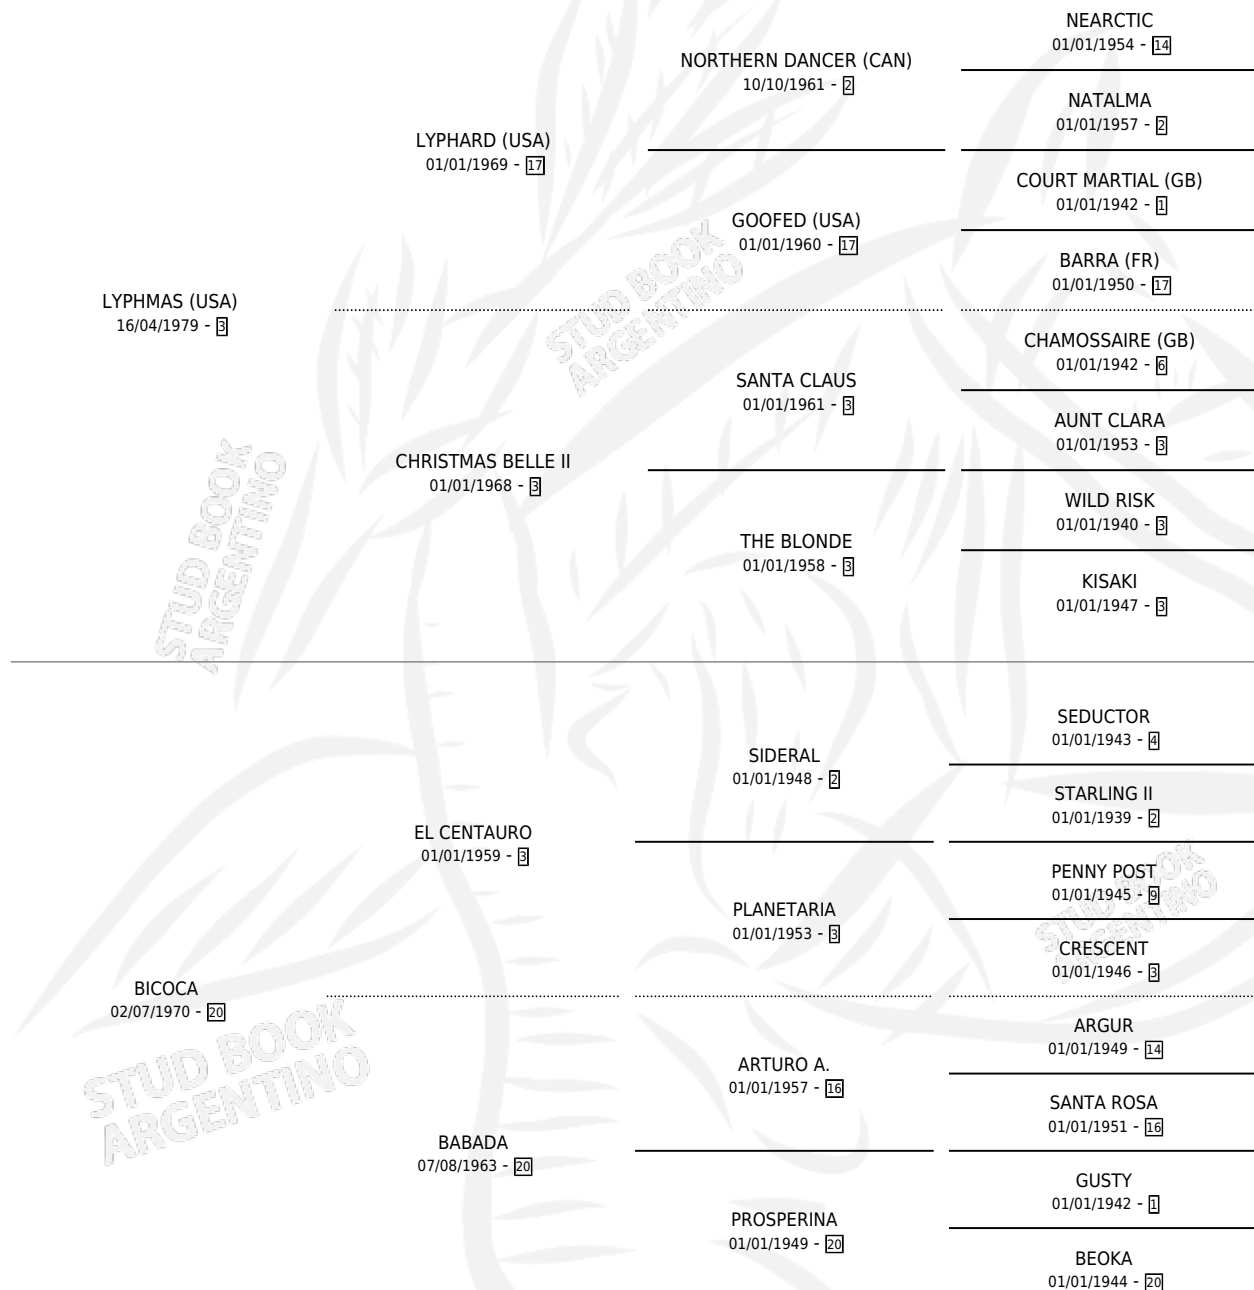 NEARCTIC
01/01/1954 - 14
NORTHERN DANCER (CAN)
10/10/1961 - 2
NATALMA
01/01/1957 - 2
LYPHARD (USA)
01/01/1969 - 17
COURT MARTIAL (GB)
01/01/1942 - 1
GOOFED (USA)
01/01/1960 - 17
BARRA (FR)
01/01/1950 - 17
LYPHMAS (USA)
16/04/1979 - 3
STUD BOOK
ARGENTINO
CHAMOSSAIRE (GB)
01/01/1942 - 6
SANTA CLAUS
01/01/1961 - 3
AUNT CLARA
01/01/1953 - 3
CHRISTMAS BELLE II
01/01/1968 - 3
WILD RISK
01/01/1940 - 3
THE BLONDE
01/01/1958 - 3
KISAKI
01/01/1947 - 3
STUD BOOK
ARGENTINO
SEDUCTOR
01/01/1943 - 4
SIDERAL
01/01/1948 - 2
STARLING II
01/01/1939 - 2
EL CENTAURO
01/01/1959 - 3
PENNY POST
01/01/1945 - 9
PLANETARIA
01/01/1953 - 3
CRESCENT
01/01/1946 - 3
STUD BOOK
ARGENTINO
BICOCA
02/07/1970 - 20
ARGUR
01/01/1949 - 14
ARTURO A.
01/01/1957 - 16
SANTA ROSA
01/01/1951 - 16
STUD BOOK
ARGENTINO
BABADA
07/08/1963 - 20
GUSTY
01/01/1942 - 1
PROSPERINA
01/01/1949 - 20
BEOKA
01/01/1944 - 20